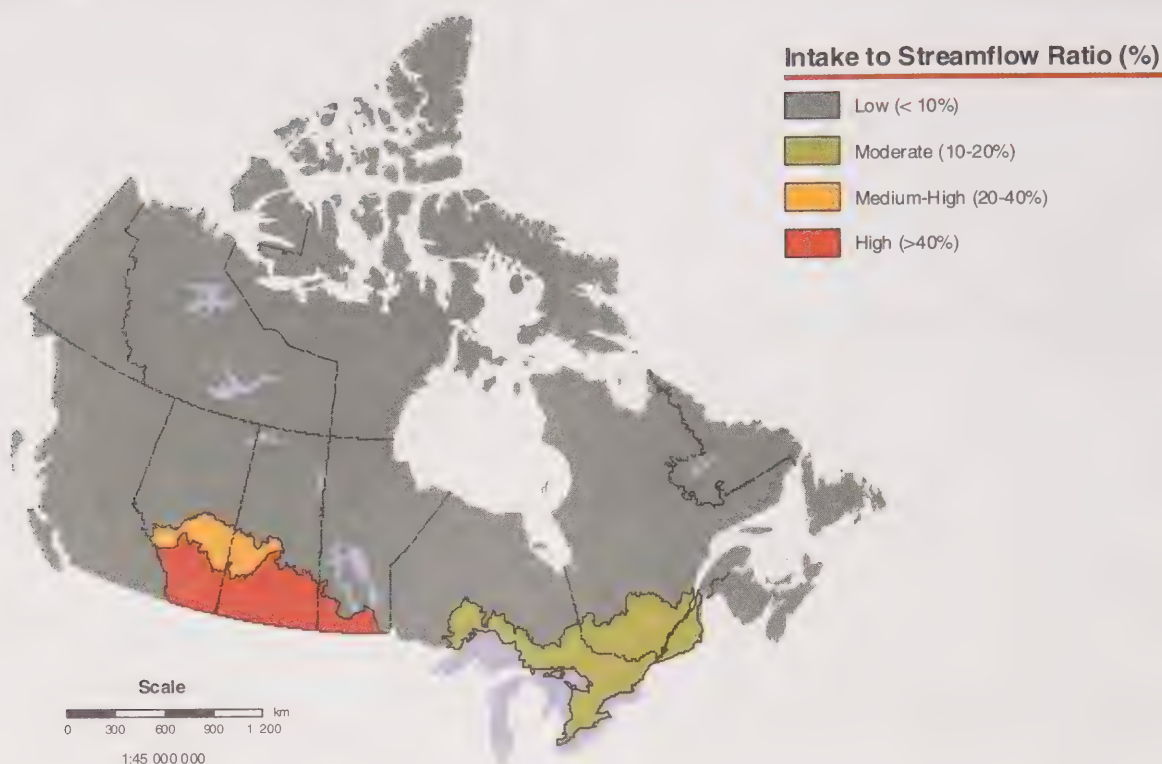 Intake to Streamflow Ratio (%)
Low (< 10%)
Moderate (10-20%)
Medium-High (20-40%)
High (>40%)
Scale
km
0 300 600 900 1 200
1:45 000 000